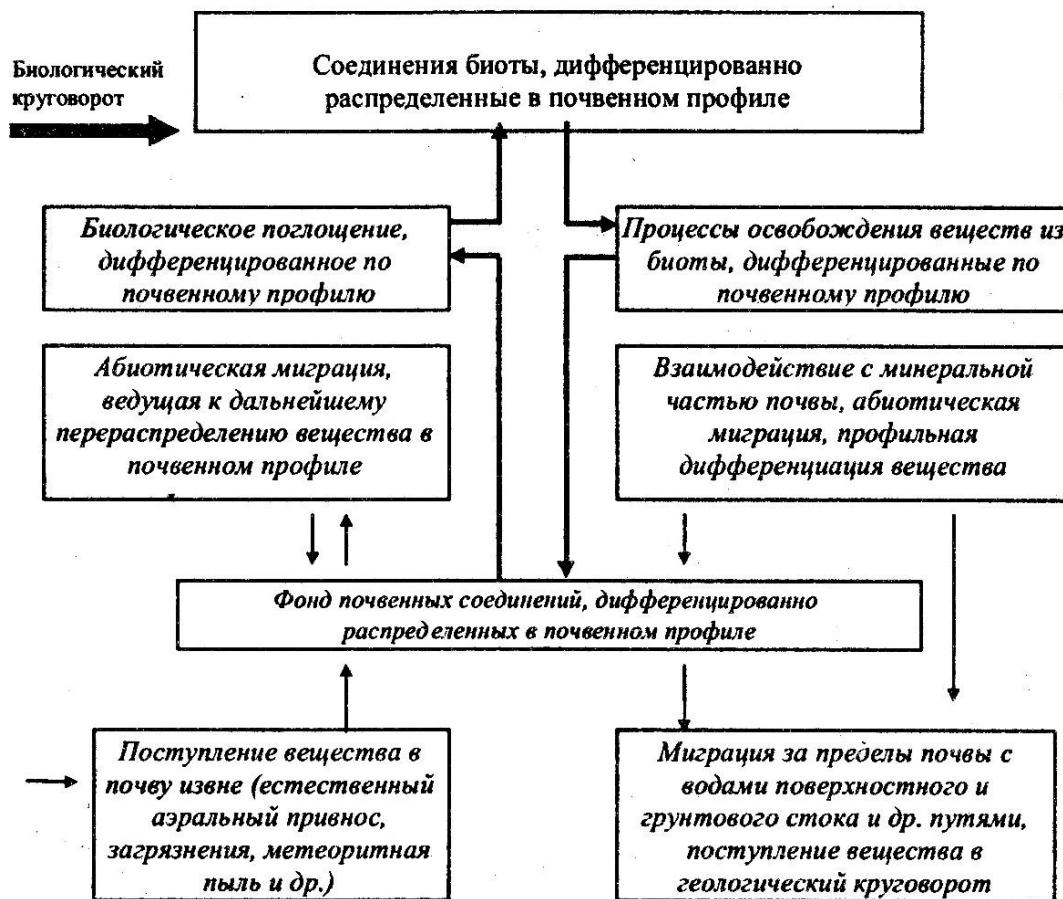 Биологический
круговорот
Соединения биоты, дифференцировано
распределенные в почвенном профиле
Биологическое поглощение,
дифференцированное по
почвенному профилю
Процессы освобождения веществ из
биоты, дифференцированные по
почвенному профилю
Абиотическая миграция,
ведущая к дальнейшему
перераспределению вещества в
почвенном профиле
Взаимодействие с минеральной
частью почвы, абиотическая
миграция, профильная
дифференциация вещества
Фонд почвенных соединений, дифференцированно
распределенных в почвенном профиле
Поступление вещества в
почву извне (естественный
аэральный привнос,
загрязнения, метеоритная
пыль и др.)
Миграция за пределы почвы с
водами поверхностного и
грунтового стока и др. путями,
поступление вещества в
геологический круговорот